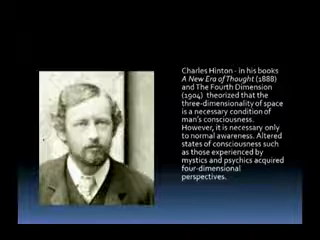 Charles Hinton - in his books
A New Era of Thought (1888)
and The Fourth Dimension
(1904)  theorized that the
three-dimensionality of space
is a necessary condition of
man's consciousness.
However, it is necessary only
to normal awareness. Altered
states of consciousness such
as those experienced by
mystics and psychics acquired
four-dimensional
perspectives.